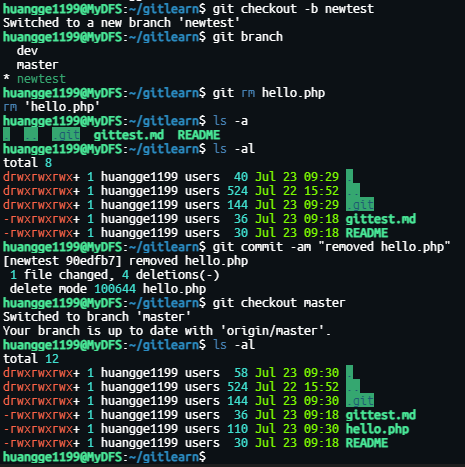 huangge1199@MyDFS:~/gitlearn$ git checkout -b newtest
Switched to a new branch 'newtest'
huangge1199@MyDFS:~/gitlearn$ git branch
  dev
  master
* newtest
huangge1199@MyDFS:~/gitlearn$ git rm hello.php
rm 'hello.php'
huangge1199@MyDFS:~/gitlearn$ ls -a
.  ..  .git  gittest.md  README
huangge1199@MyDFS:~/gitlearn$ ls -al
total 8
drwxrwxrwx+ 1 huangge1199 users  40 Jul 23 09:29 .
drwxrwxrwx+ 1 huangge1199 users 524 Jul 22 15:52 ..
drwxrwxrwx+ 1 huangge1199 users 144 Jul 23 09:29 .git
-rwxrwxrwx+ 1 huangge1199 users  36 Jul 23 09:18 gittest.md
-rwxrwxrwx+ 1 huangge1199 users  30 Jul 23 09:18 README
huangge1199@MyDFS:~/gitlearn$ git commit -am "removed hello.php"
[newtest 90edfb7] removed hello.php
 1 file changed, 4 deletions(-)
 delete mode 100644 hello.php
huangge1199@MyDFS:~/gitlearn$ git checkout master
Switched to branch 'master'
Your branch is up to date with 'origin/master'.
huangge1199@MyDFS:~/gitlearn$ ls -al
total 12
drwxrwxrwx+ 1 huangge1199 users  58 Jul 23 09:30 .
drwxrwxrwx+ 1 huangge1199 users 524 Jul 22 15:52 ..
drwxrwxrwx+ 1 huangge1199 users 144 Jul 23 09:30 .git
-rwxrwxrwx+ 1 huangge1199 users  36 Jul 23 09:18 gittest.md
-rwxrwxrwx+ 1 huangge1199 users 110 Jul 23 09:30 hello.php
-rwxrwxrwx+ 1 huangge1199 users  30 Jul 23 09:18 README
huangge1199@MyDFS:~/gitlearn$